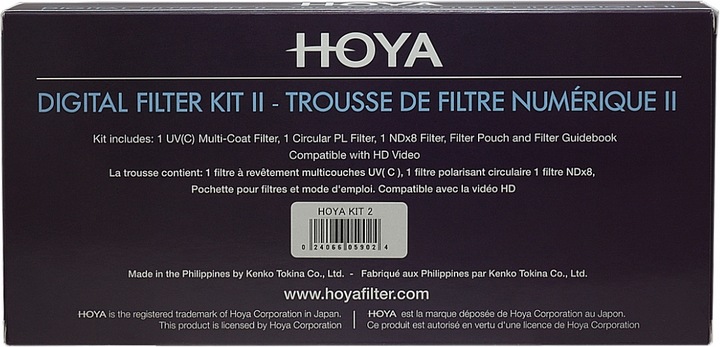 HOYA
DIGITAL FILTER KIT II - TROUSSE DE FILTRE NUMÉRIQUE II
Kit includes: 1 UV(C) Multi-Coat Filter, 1 Circular PL Filter, 1 NDx8 Filter, Filter Pouch and Filter Guidebook
Compatible with HD Video
La trousse contient: 1 filtre à revêtement multicouches UV( C ), 1 filtre polarisant circulaire 1 filtre NDx8,
Pochette pour filtres et mode d'emploi. Compatible avec la vidéo HD
HOYA KIT 2
0 24066 05902 4
Made in the Philippines by Kenko Tokina Co., Ltd. - Fabriqué aux Philippines par Kenko Tokina Co., Ltd.
www.hoyafilter.com
HOYA is the registered trademark of Hoya Corporation in Japan. HOYA est la marque déposée de Hoya Corporation au Japon.
This product is licensed by Hoya Corporation Ce produit est autorisé en vertu d'une licence de Hoya Corporation